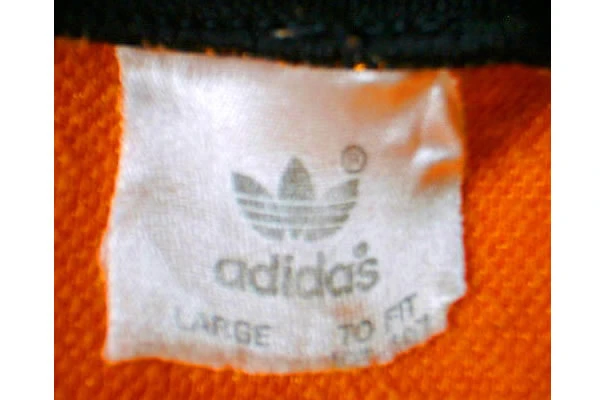 ®
adidas®
LARGE TO FIT